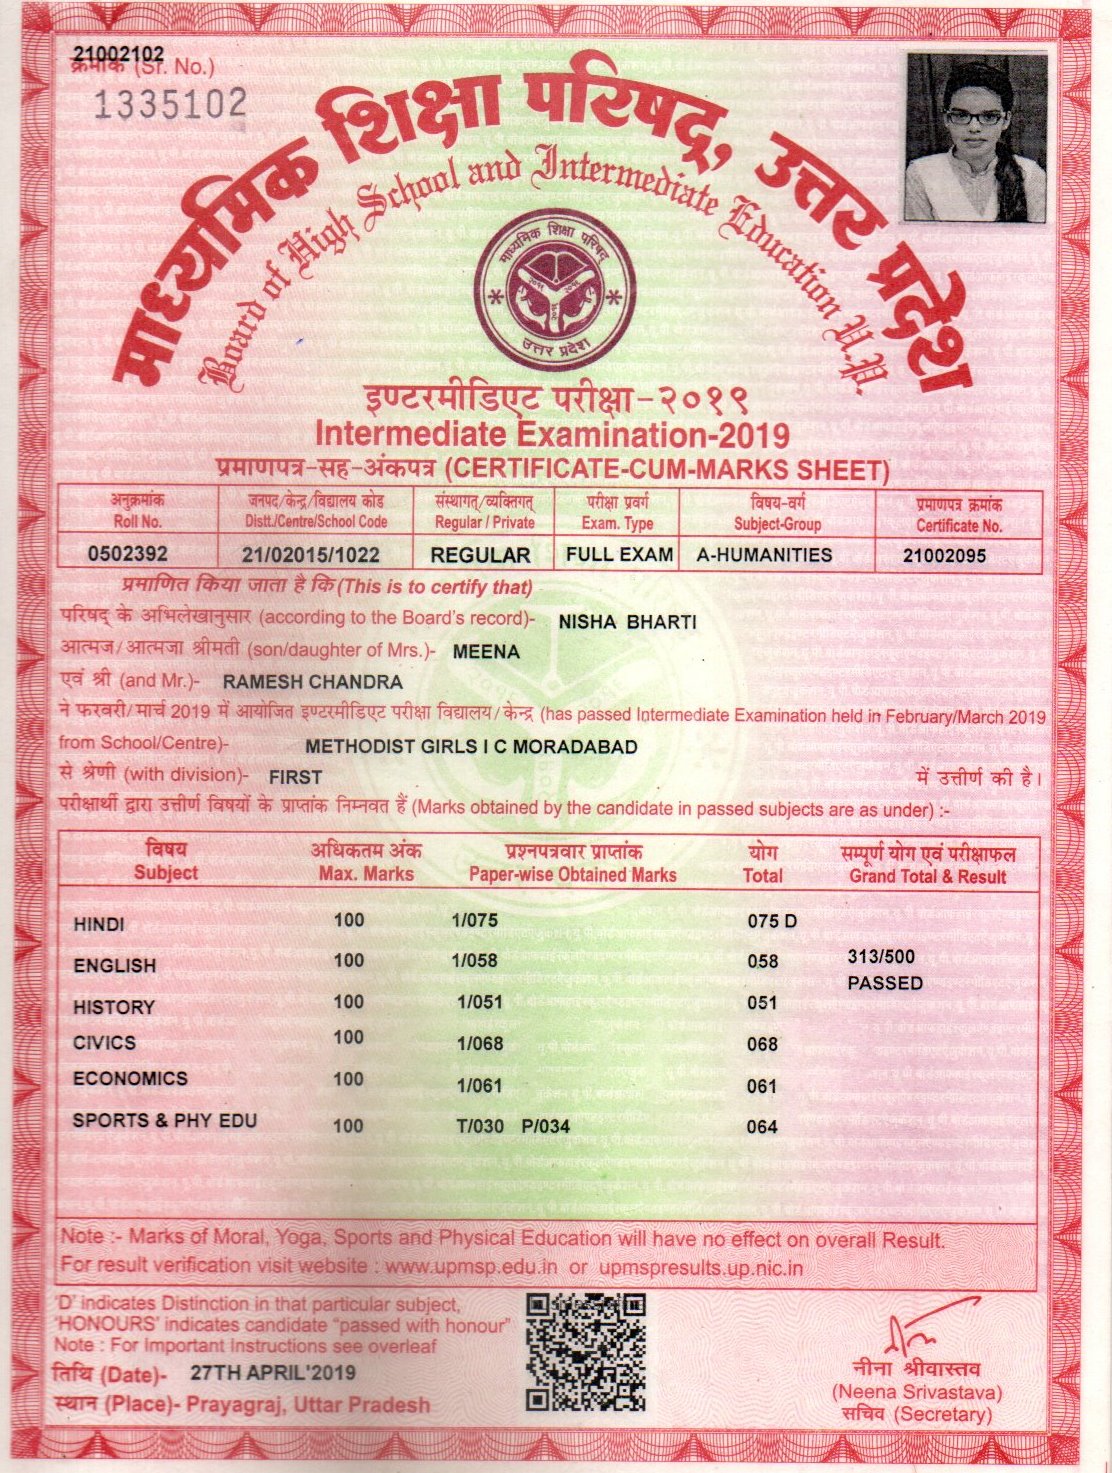 21002102
क्रमांक (Sr. No.)
1335102
माध्यमिक शिक्षा परिषद्, उत्तर प्रदेश
Board of High School and Intermediate Education U.P.
माध्यमिक शिक्षा परिषद्
उत्तर प्रदेश
इण्टरमीडिएट परीक्षा-२०१९
Intermediate Examination-2019
प्रमाणपत्र-सह-अंकपत्र (CERTIFICATE-CUM-MARKS SHEET)
अनुक्रमांक जनपद/केन्द्र/विद्यालय कोड संस्थागत्/व्यक्तिगत् परीक्षा प्रवर्ग विषय-वर्ग प्रमाणपत्र क्रमांक
Roll No. Distt./Centre/School Code Regular / Private Exam. Type Subject-Group Certificate No.
0502392 21/02015/1022 REGULAR FULL EXAM A-HUMANITIES 21002095
प्रमाणित किया जाता है कि (This is to certify that)
परिषद् के अभिलेखानुसार (according to the Board's record)- NISHA BHARTI
आत्मज/आत्मजा श्रीमती (son/daughter of Mrs.)- MEENA
एवं श्री (and Mr.)- RAMESH CHANDRA
ने फरवरी/मार्च 2019 में आयोजित इण्टरमीडिएट परीक्षा विद्यालय/केन्द्र (has passed Intermediate Examination held in February/March 2019
from School/Centre)- METHODIST GIRLS I C MORADABAD
से श्रेणी (with division)- FIRST में उत्तीर्ण की है।
परीक्षार्थी द्वारा उत्तीर्ण विषयों के प्राप्तांक निम्नवत हैं (Marks obtained by the candidate in passed subjects are as under) :-
विषय अधिकतम अंक प्रश्नपत्रवार प्राप्तांक योग सम्पूर्ण योग एवं परीक्षाफल
Subject Max. Marks Paper-wise Obtained Marks Total Grand Total & Result
HINDI 100 1/075 075 D
ENGLISH 100 1/058 058 313/500
PASSED
HISTORY 100 1/051 051
CIVICS 100 1/068 068
ECONOMICS 100 1/061 061
SPORTS & PHY EDU 100 T/030 P/034 064
Note :- Marks of Moral, Yoga, Sports and Physical Education will have no effect on overall Result.
For result verification visit website : www.upmsp.edu.in or upmspresults.up.nic.in
'D' indicates Distinction in that particular subject,
'HONOURS' indicates candidate "passed with honour"
Note : For Important Instructions see overleaf
तिथि (Date)- 27TH APRIL'2019
स्थान (Place)- Prayagraj, Uttar Pradesh
नीना श्रीवास्तव
(Neena Srivastava)
सचिव (Secretary)